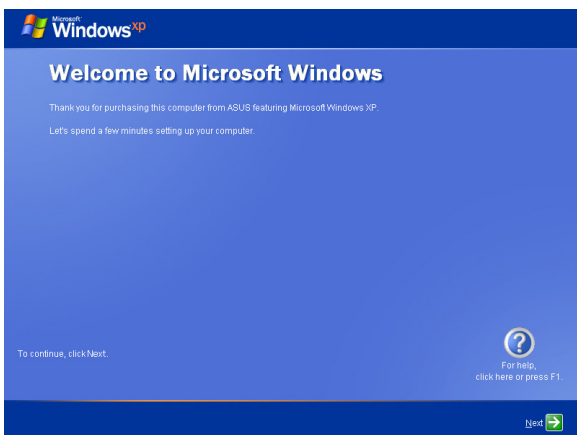 Microsoft
Windows xp
Welcome to Microsoft Windows
Thank you for purchasing this computer from ASUS featuring Microsoft Windows XP.
Let's spend a few minutes setting up your computer.
To continue, click Next.
?
For help,
click here or press F1.
Next